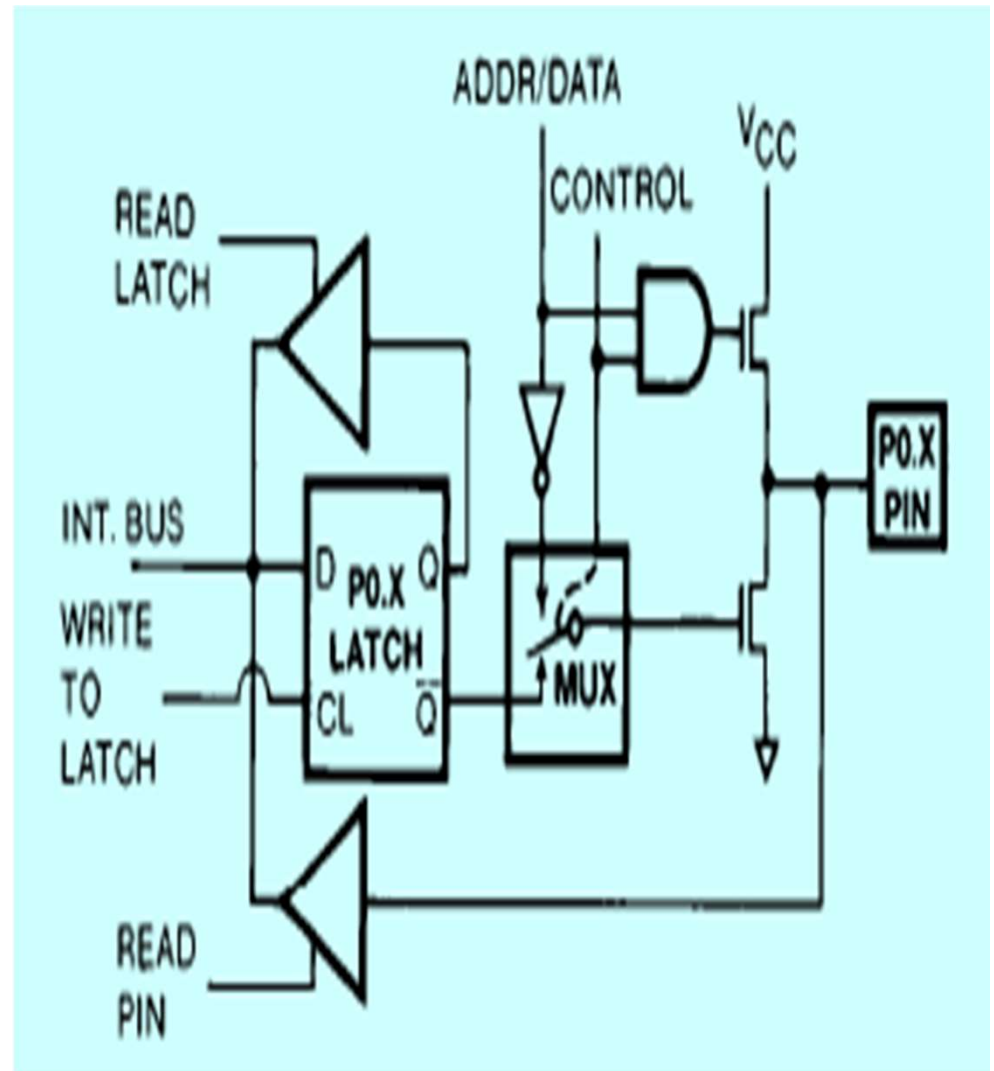 ADDR/DATA
VCC
CONTROL
READ
LATCH
P0.X
PIN
INT. BUS
D P0.X Q
LATCH
WRITE
TO
LATCH
CL Q̅
MUX
READ
PIN